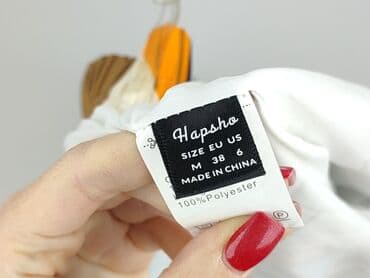 Hapsho
SIZE EU US
M 38 6
MADE IN CHINA
100%Polyester
P